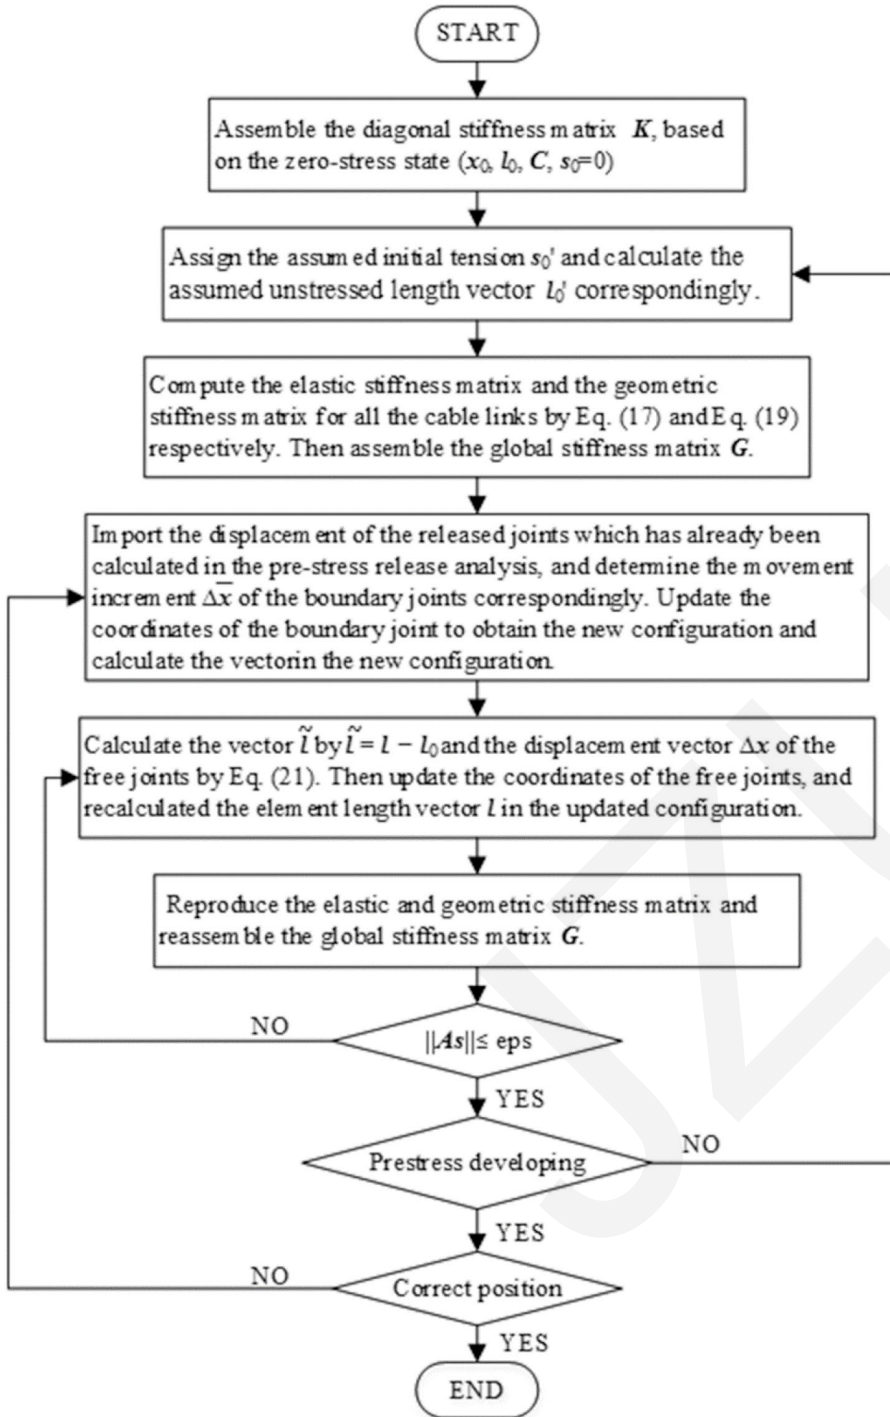 START
Assemble the diagonal stiffness matrix K, based
on the zero-stress state (x₀, l₀, C, s₀=0)
Assign the assumed initial tension s₀' and calculate the
assumed unstressed length vector l₀' correspondingly.
Compute the elastic stiffness matrix and the geometric
stiffness matrix for all the cable links by Eq. (17) and Eq. (19)
respectively. Then assemble the global stiffness matrix G.
Import the displacement of the released joints which has already been
calculated in the pre-stress release analysis, and determine the movement
increment Δx̅ of the boundary joints correspondingly. Update the
coordinates of the boundary joint to obtain the new configuration and
calculate the vectorin the new configuration.
Calculate the vector l̃ by l̃ = l − l₀ and the displacement vector Δx of the
free joints by Eq. (21). Then update the coordinates of the free joints, and
recalculated the element length vector l in the updated configuration.
Reproduce the elastic and geometric stiffness matrix and
reassemble the global stiffness matrix G.
NO
||As||≤ eps
YES
Prestress developing
NO
YES
NO
Correct position
YES
END
JZU